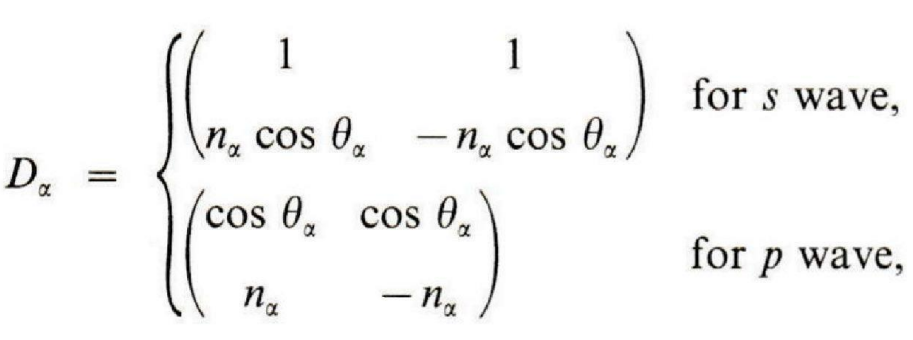 1 1
n_α cos θ_α −n_α cos θ_α for s wave,
D_α =
cos θ_α cos θ_α
n_α −n_α for p wave,